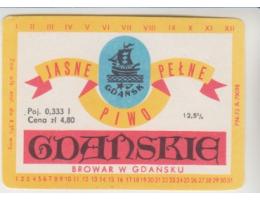 I II III IV V VI VII VIII IX X XI XII
JASNE PEŁNE
GDAŃSK
PIWO
Poj. 0,333 l
Cena zł 4,80
12,5%
GDAŃSKIE
BROWAR W GDAŃSKU
1 2 3 4 5 6 7 8 9 10 11 12 13 14 15 16 17 18 19 20 21 22 23 24 25 26 27 28 29 30 31